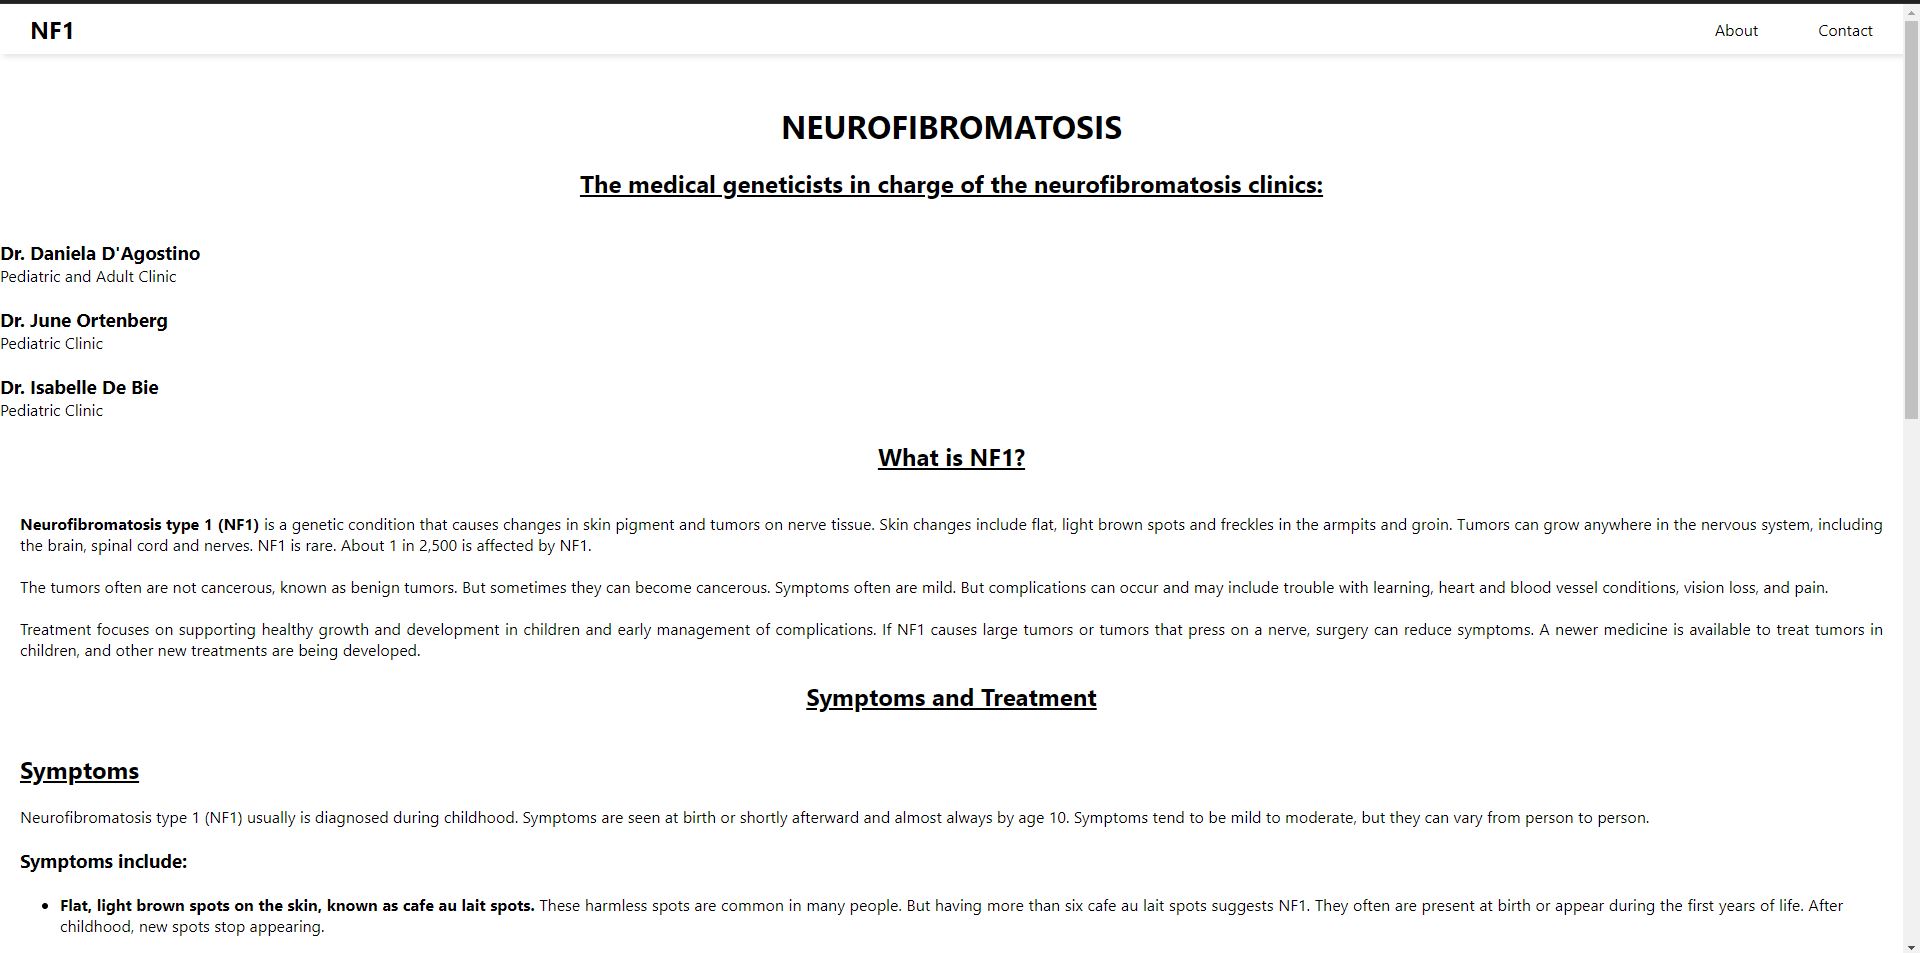 NF1
About
Contact
NEUROFIBROMATOSIS
The medical geneticists in charge of the neurofibromatosis clinics:
Dr. Daniela D'Agostino
Pediatric and Adult Clinic
Dr. June Ortenberg
Pediatric Clinic
Dr. Isabelle De Bie
Pediatric Clinic
What is NF1?
Neurofibromatosis type 1 (NF1) is a genetic condition that causes changes in skin pigment and tumors on nerve tissue. Skin changes include flat, light brown spots and freckles in the armpits and groin. Tumors can grow anywhere in the nervous system, including
the brain, spinal cord and nerves. NF1 is rare. About 1 in 2,500 is affected by NF1.
The tumors often are not cancerous, known as benign tumors. But sometimes they can become cancerous. Symptoms often are mild. But complications can occur and may include trouble with learning, heart and blood vessel conditions, vision loss, and pain.
Treatment focuses on supporting healthy growth and development in children and early management of complications. If NF1 causes large tumors or tumors that press on a nerve, surgery can reduce symptoms. A newer medicine is available to treat tumors in
children, and other new treatments are being developed.
Symptoms and Treatment
Symptoms
Neurofibromatosis type 1 (NF1) usually is diagnosed during childhood. Symptoms are seen at birth or shortly afterward and almost always by age 10. Symptoms tend to be mild to moderate, but they can vary from person to person.
Symptoms include:
• Flat, light brown spots on the skin, known as cafe au lait spots. These harmless spots are common in many people. But having more than six cafe au lait spots suggests NF1. They often are present at birth or appear during the first years of life. After
childhood, new spots stop appearing.